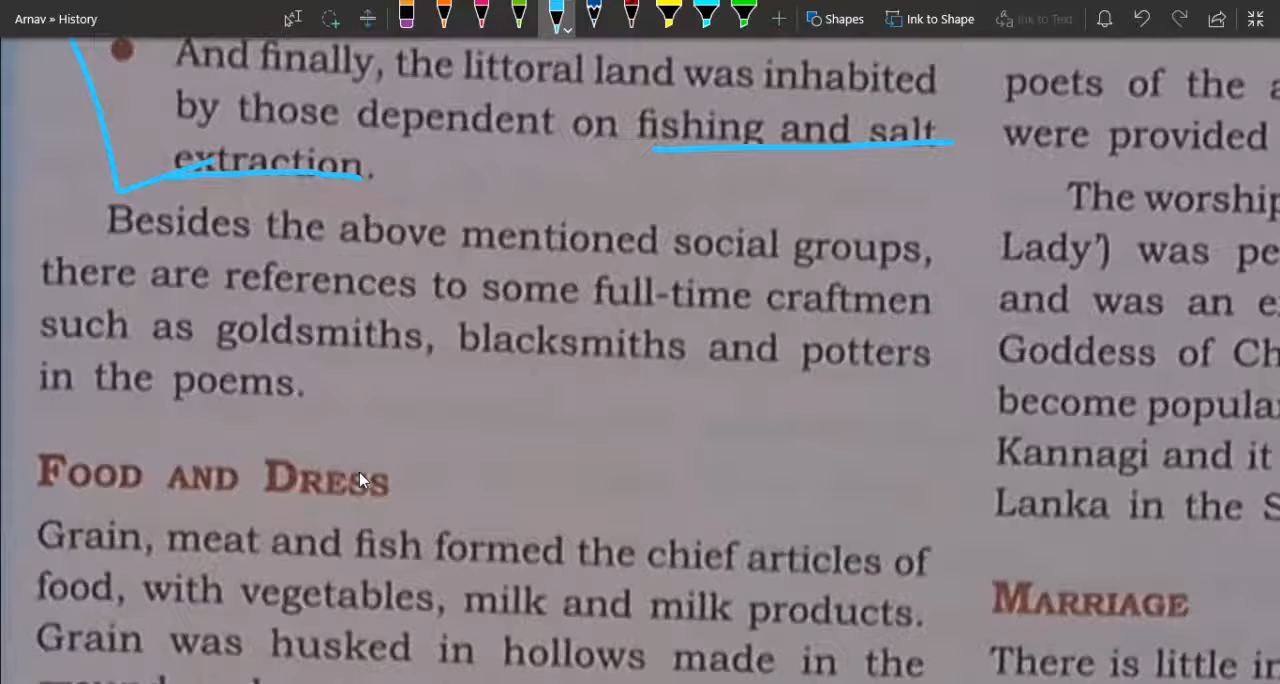 Arnav » History
Shapes
Ink to Shape
Ink to Text
And finally, the littoral land was inhabited
by those dependent on fishing and salt
extraction.
Besides the above mentioned social groups,
there are references to some full-time craftmen
such as goldsmiths, blacksmiths and potters
in the poems.
FOOD AND DRESS
Grain, meat and fish formed the chief articles of
food, with vegetables, milk and milk products.
Grain was husked in hollows made in the
poets of the
were provided
The worship
Lady') was
and was an
Goddess of
become
Kannagi and it
Lanka in the
MARRIAGE
There is little